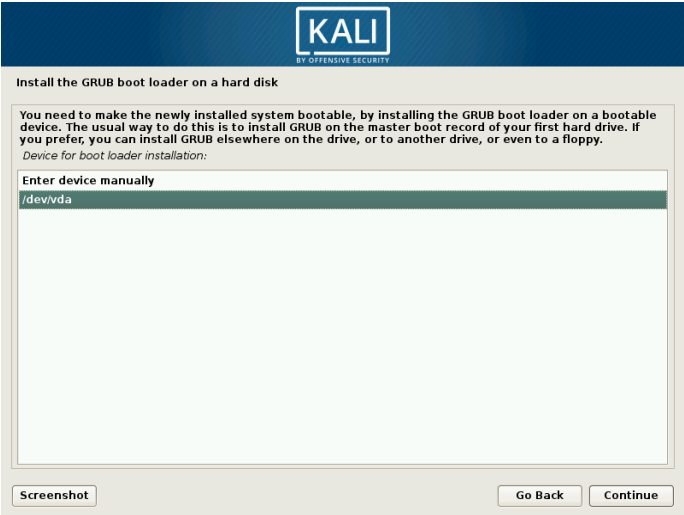 KALI
BY OFFENSIVE SECURITY
Install the GRUB boot loader on a hard disk
You need to make the newly installed system bootable, by installing the GRUB boot loader on a bootable
device. The usual way to do this is to install GRUB on the master boot record of your first hard drive. If
you prefer, you can install GRUB elsewhere on the drive, or to another drive, or even to a floppy.
Device for boot loader installation:
Enter device manually
/dev/vda
Screenshot
Go Back
Continue